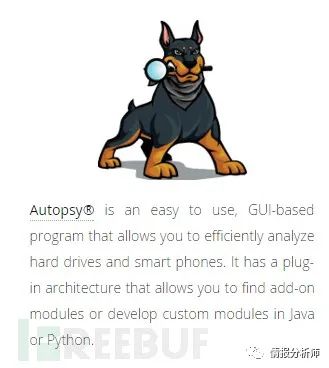 Autopsy® is an easy to use, GUI-based
program that allows you to efficiently analyze
hard drives and smart phones. It has a plug-
in architecture that allows you to find add-on
modules or develop custom modules in Java
or Python.
REEBUF
情报分析师